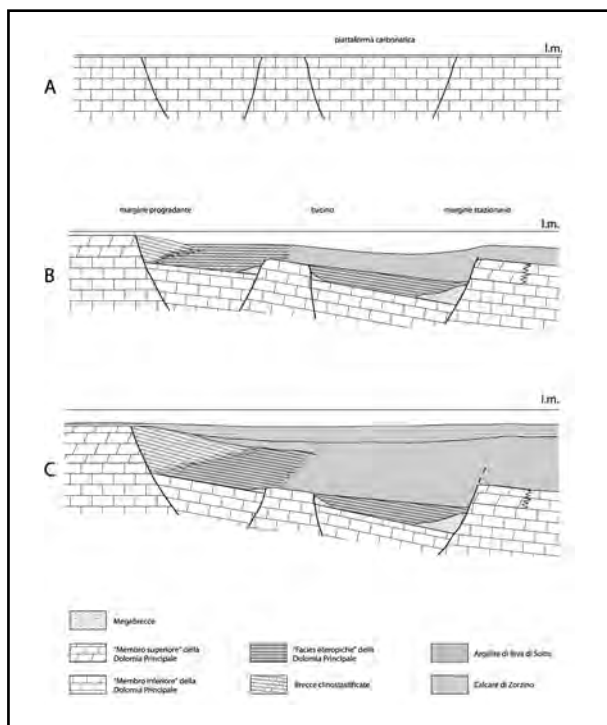 piattaforma carbonatica
l.m.
A
margine progradante
bacino
margine stazionario
l.m.
B
l.m.
C
Megabrecce
"Membro superiore" della
Dolomia Principale
"Membro inferiore" della
Dolomia Principale
"Facies eteropiche" della
Dolomia Principale
Brecce clinostratificate
Argillite di Riva di Solto
Calcare di Zorzino